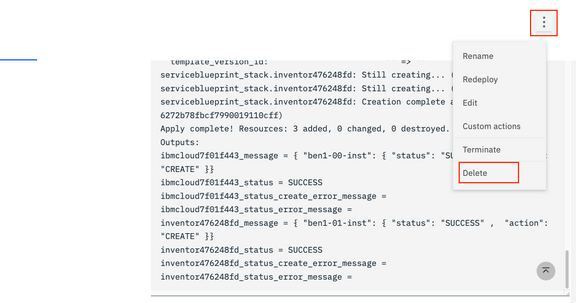 template_version_id: =>
serviceblueprint_stack.inventor476248fd: Still creating...
serviceblueprint_stack.inventor476248fd: Still creating...
serviceblueprint_stack.inventor476248fd: Creation complete
6272b78fbcf7990019110cff)
Apply complete! Resources: 3 added, 0 changed, 0 destroyed.
Outputs:
ibmcloud7f01f443_message = { "ben1-00-inst": { "status": "SU
"CREATE" }}
ibmcloud7f01f443_status = SUCCESS
ibmcloud7f01f443_status_create_error_message =
ibmcloud7f01f443_status_error_message =
inventor476248fd_message = { "ben1-01-inst": { "status": "SUCCESS" , "action":
"CREATE" }}
inventor476248fd_status = SUCCESS
inventor476248fd_status_create_error_message =
inventor476248fd_status_error_message =
Rename
Redeploy
Edit
Custom actions
Terminate
Delete